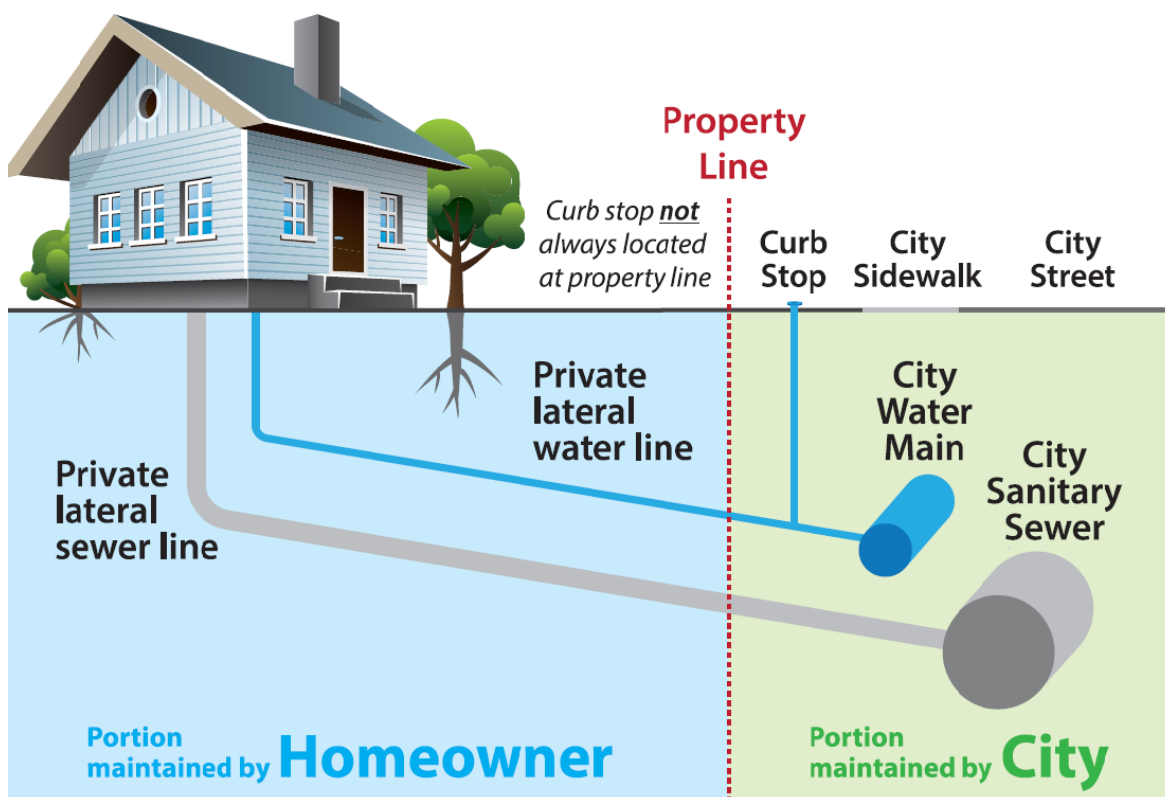 Property
Line
Curb stop not
always located
at property line
Curb
Stop
City
Sidewalk
City
Street
Private
lateral
water line
City
Water
Main
Private
lateral
sewer line
City
Sanitary
Sewer
Portion
maintained by Homeowner
Portion
maintained by City